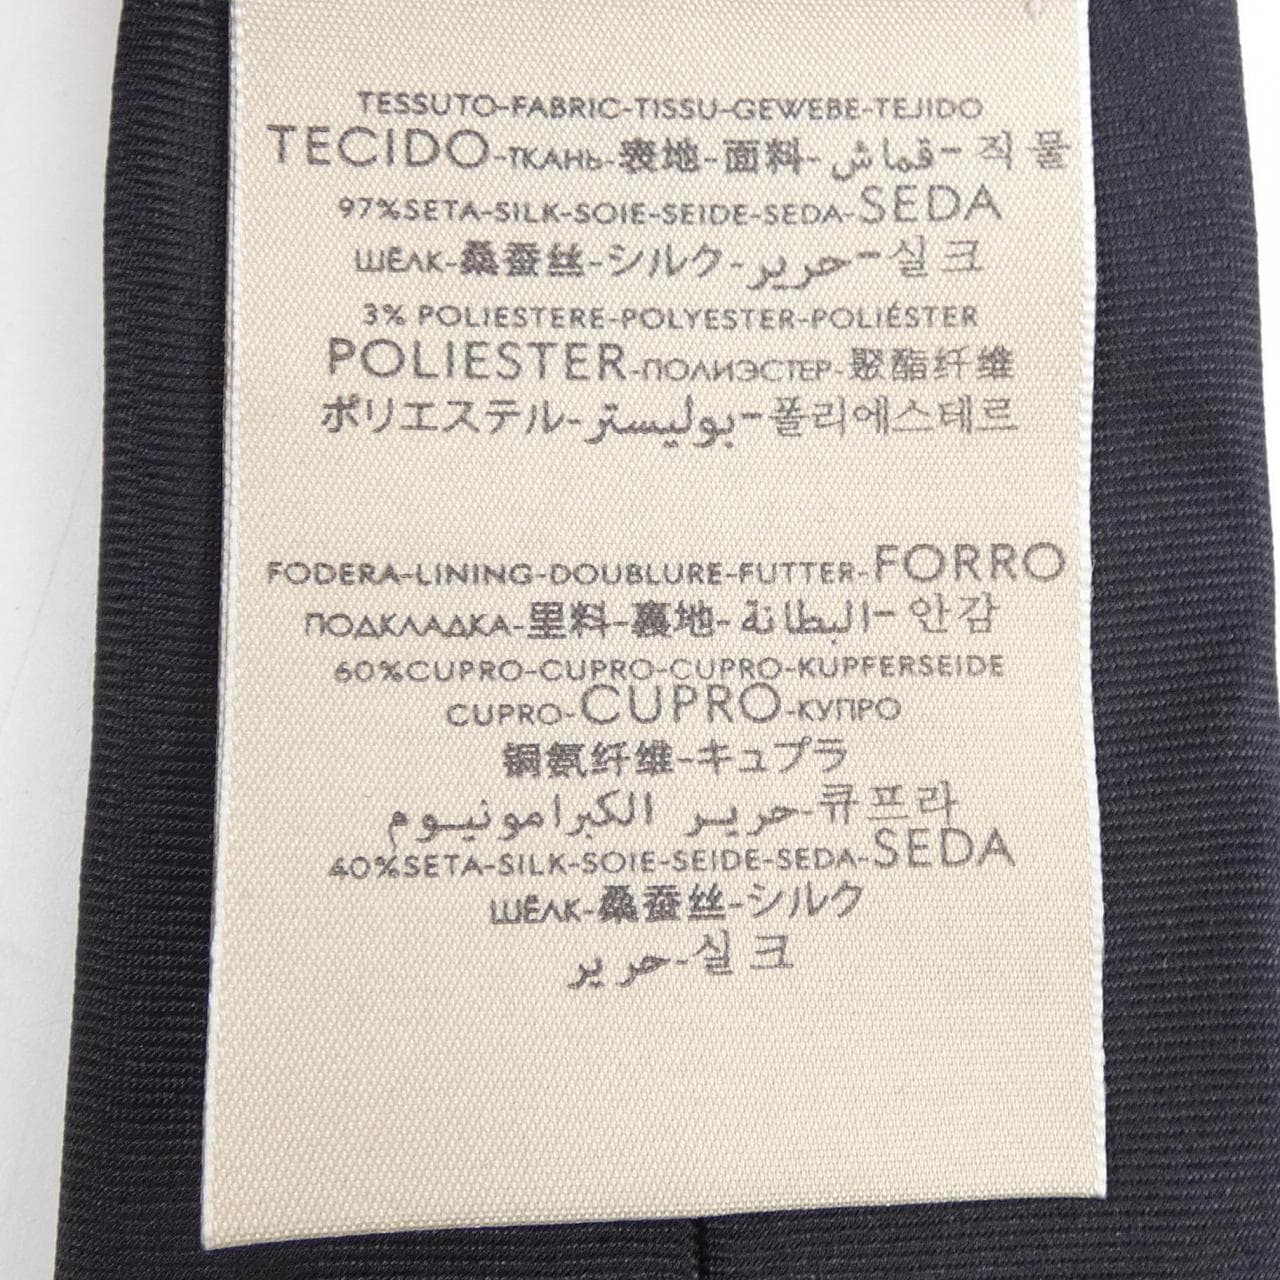 TESSUTO-FABRIC-TISSU-GEWEBE-TEJIDO
TECIDO-ТКАНЬ-表地-面料-قماش-직물
97%SETA-SILK-SOIE-SEIDE-SEDA-SEDA
ШЁЛК-桑蚕丝-シルク-حرير-실크
3% POLIESTERE-POLYESTER-POLIÉSTER
POLIESTER-ПОЛИЭСТЕР-聚酯纤维
ポリエステル-بوليستر-폴리에스테르
FODERA-LINING-DOUBLURE-FUTTER-FORRO
ПОДКЛАДКА-里料-裏地-البطانة-안감
60%CUPRO-CUPRO-CUPRO-KUPFERSEIDE
CUPRO-CUPRO-КУПРО
铜氨纤维-キュプラ
حرير الكبرامونيوم-큐프라
40%SETA-SILK-SOIE-SEIDE-SEDA-SEDA
ШЁЛК-桑蚕丝-シルク
حرير-실크